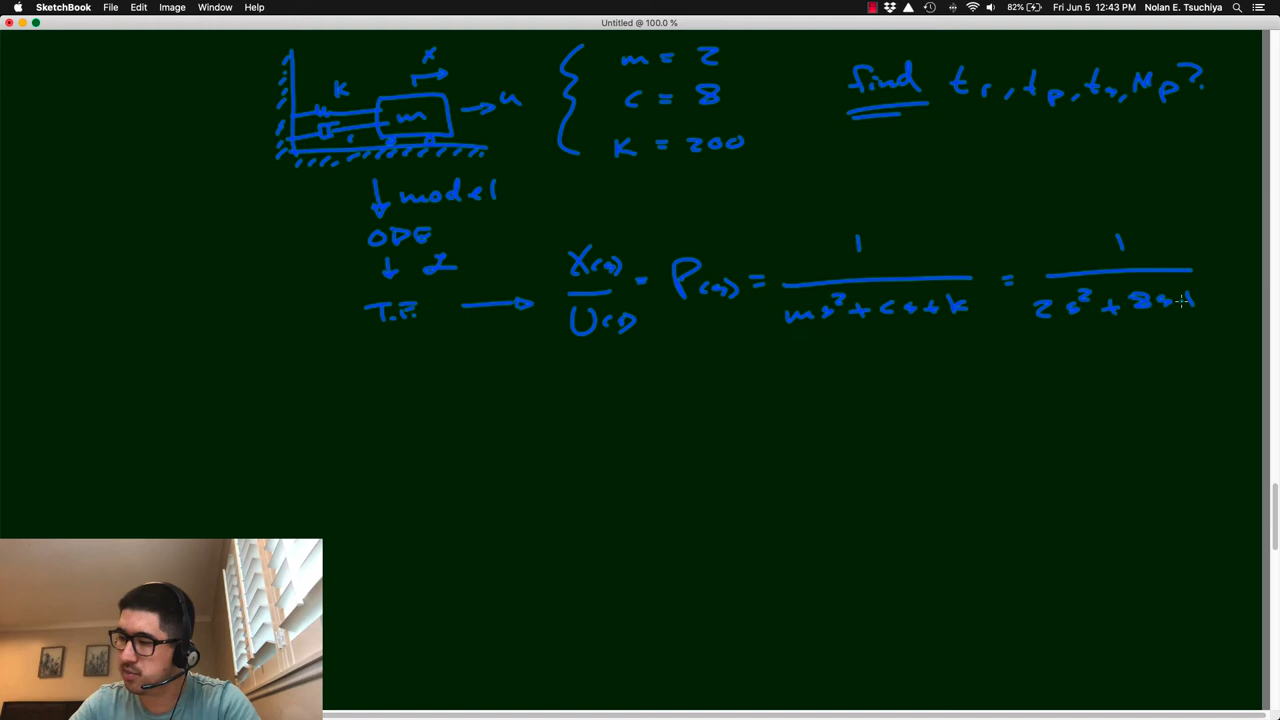 SketchBook File Edit Image Window Help 82% Fri Jun 5 12:43 PM Nolan E. Tsuchiya
Untitled @ 100.0 %
x
K
m
u
c
m = 2
c = 8
K = 200
find tr, tp, ts, Mp?
↓ model
ODE
↓ ℒ
T.F. → X(s)/U(s) = P(s) = 1/(ms²+cs+k) = 1/(2s²+8s+